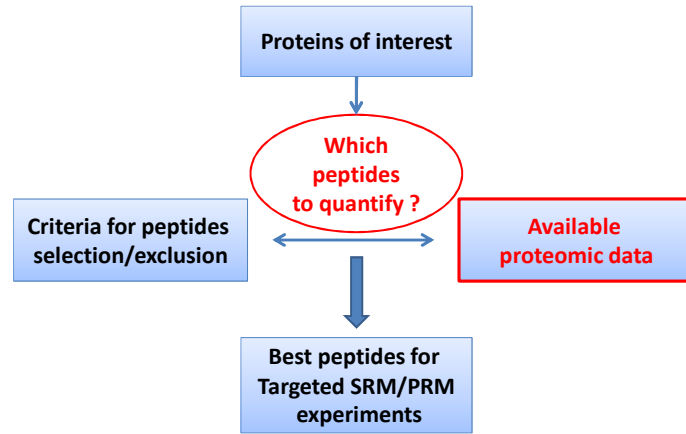 Proteins of interest
Which
peptides
to quantify ?
Criteria for peptides
selection/exclusion
Available
proteomic data
Best peptides for
Targeted SRM/PRM
experiments